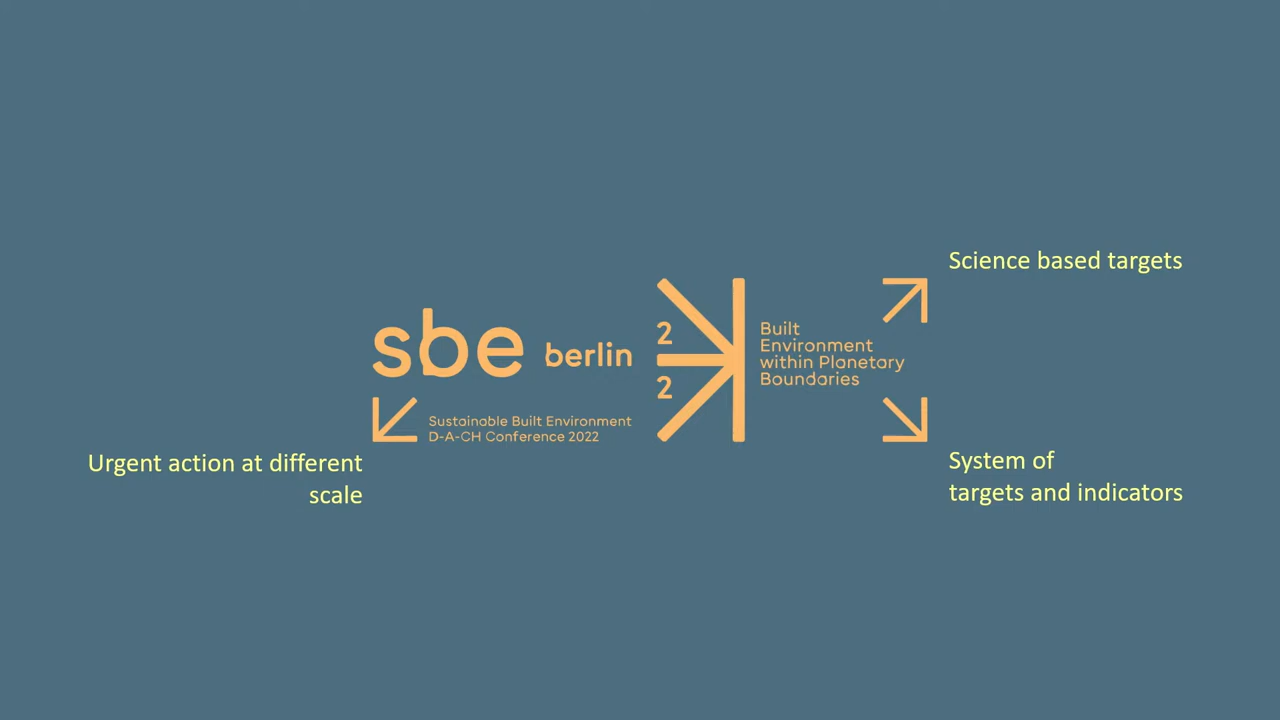 Science based targets
sbe berlin
2
2
Built
Environment
within Planetary
Boundaries
Sustainable Built Environment
D-A-CH Conference 2022
Urgent action at different
scale
System of
targets and indicators